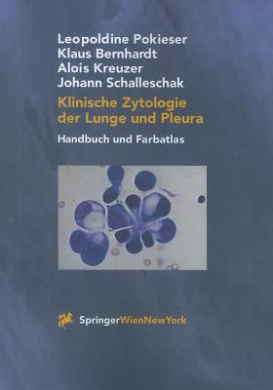 Leopoldine Pokieser
Klaus Bernhardt
Alois Kreuzer
Johann Schalleschak
Klinische Zytologie
der Lunge und Pleura
Handbuch und Farbatlas
SpringerWienNewYork